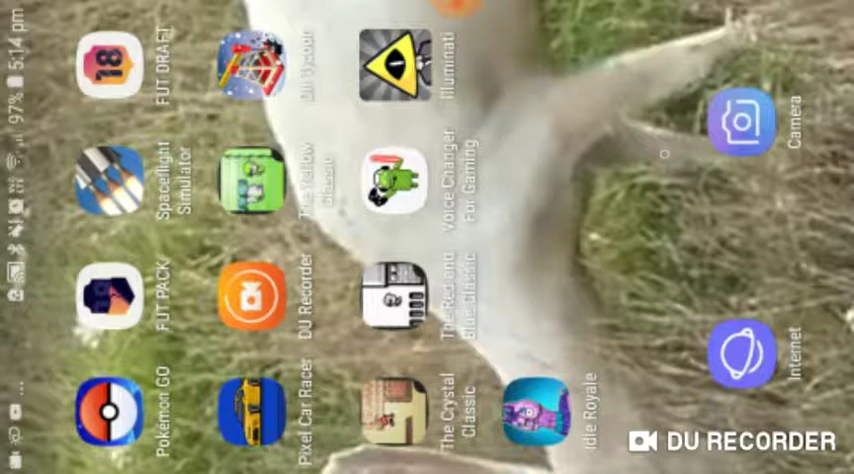 97% 5:14 pm
Pokémon GO
FUT PACK
Spaceflight
Simulator
FUT DRAFT
18
Pixel Car Racer
DU Recorder
The Yellow
Classic
The Crystal
Classic
The Red and
Blue Classic
Voice Changer
For Gaming
Illuminati
Idle Royale
Internet
Camera
DU RECORDER